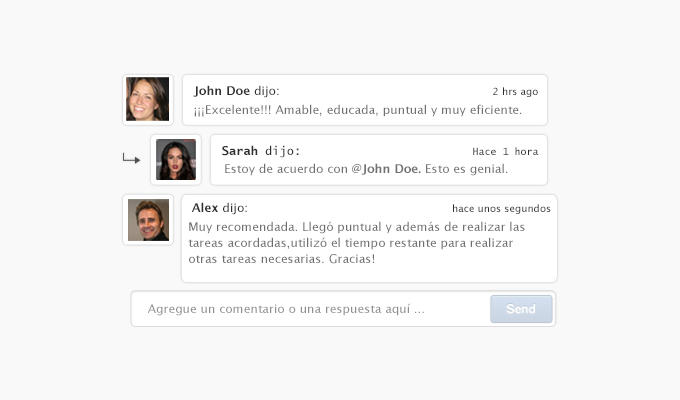 John Doe dijo: 2 hrs ago
¡¡¡Excelente!!! Amable, educada, puntual y muy eficiente.
Sarah dijo: Hace 1 hora
Estoy de acuerdo con @John Doe. Esto es genial.
Alex dijo: hace unos segundos
Muy recomendada. Llegó puntual y además de realizar las
tareas acordadas,utilizó el tiempo restante para realizar
otras tareas necesarias. Gracias!
Agregue un comentario o una respuesta aquí ... Send